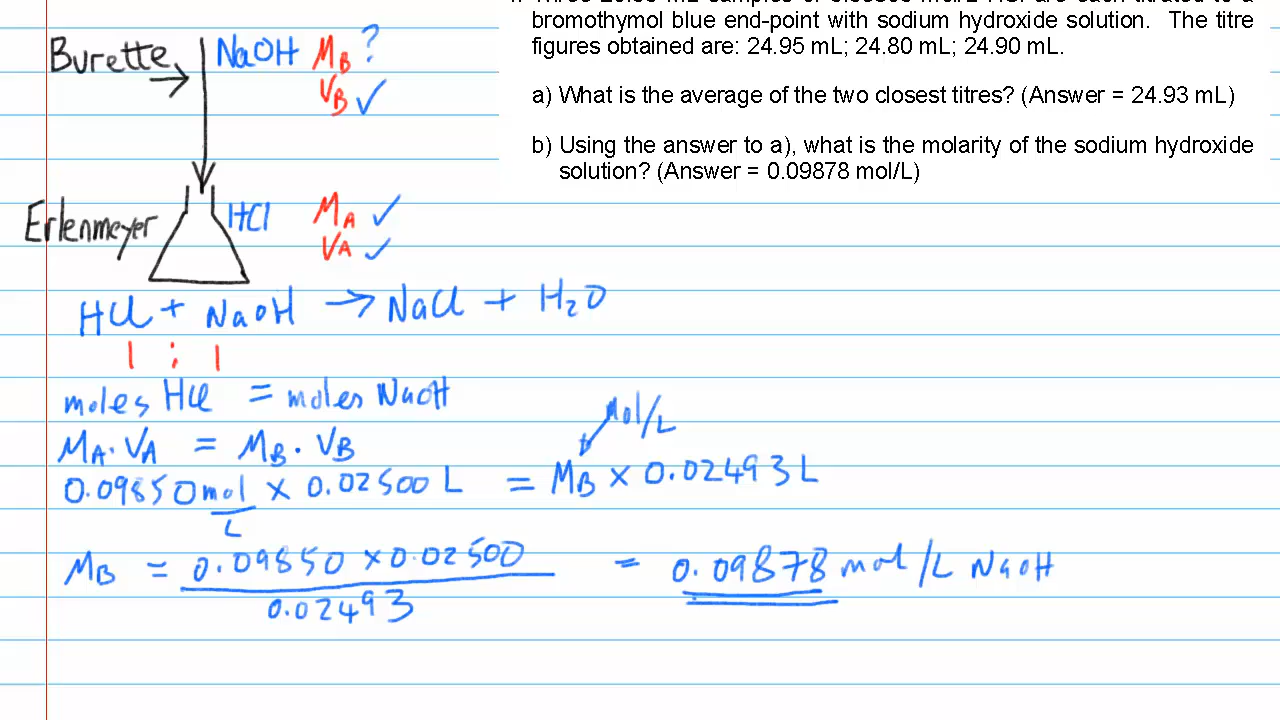 bromothymol blue end-point with sodium hydroxide solution. The titre
figures obtained are: 24.95 mL; 24.80 mL; 24.90 mL.
a) What is the average of the two closest titres? (Answer = 24.93 mL)
b) Using the answer to a), what is the molarity of the sodium hydroxide
solution? (Answer = 0.09878 mol/L)
Burette NaOH MB ?
VB ✓
Erlenmeyer HCl MA ✓
VA ✓
HCl + NaOH → NaCl + H2O
1 : 1
moles HCl = moles NaOH
MA · VA = MB · VB
mol/L
0.09850 mol/L × 0.02500 L = MB × 0.02493 L
MB = 0.09850 × 0.02500 / 0.02493 = 0.09878 mol/L NaOH